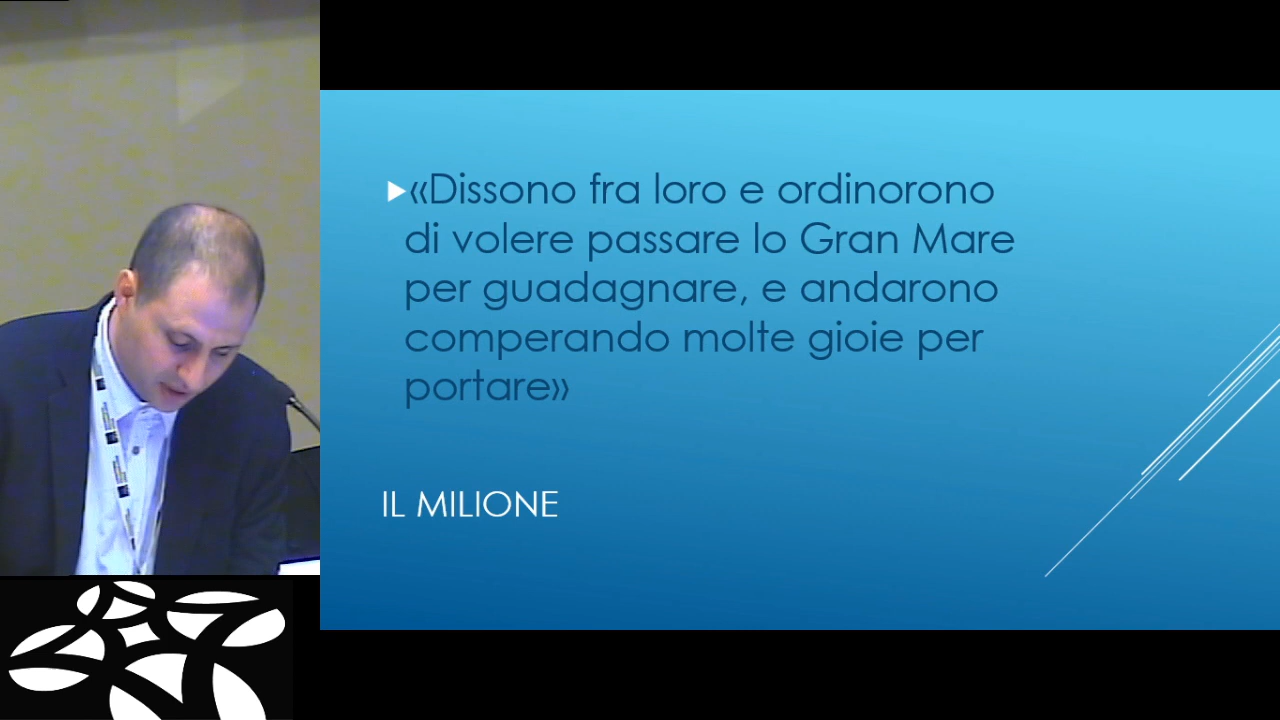 «Dissono fra loro e ordinorono
di volere passare lo Gran Mare
per guadagnare, e andarono
comperando molte gioie per
portare»
IL MILIONE